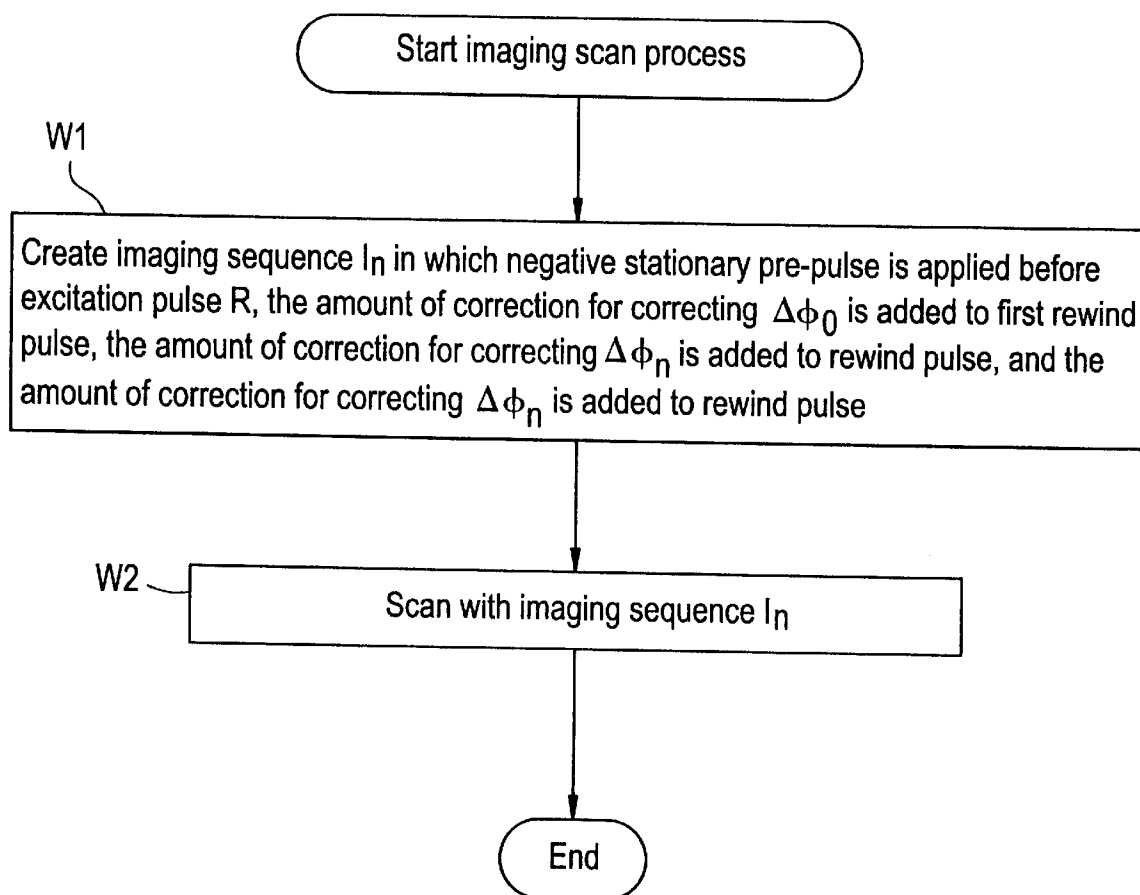 Start imaging scan process
W1
Create imaging sequence Iₙ in which negative stationary pre-pulse is applied before
excitation pulse R, the amount of correction for correcting Δϕ₀ is added to first rewind
pulse, the amount of correction for correcting Δϕₙ is added to rewind pulse, and the
amount of correction for correcting Δϕₙ is added to rewind pulse
W2
Scan with imaging sequence Iₙ
End